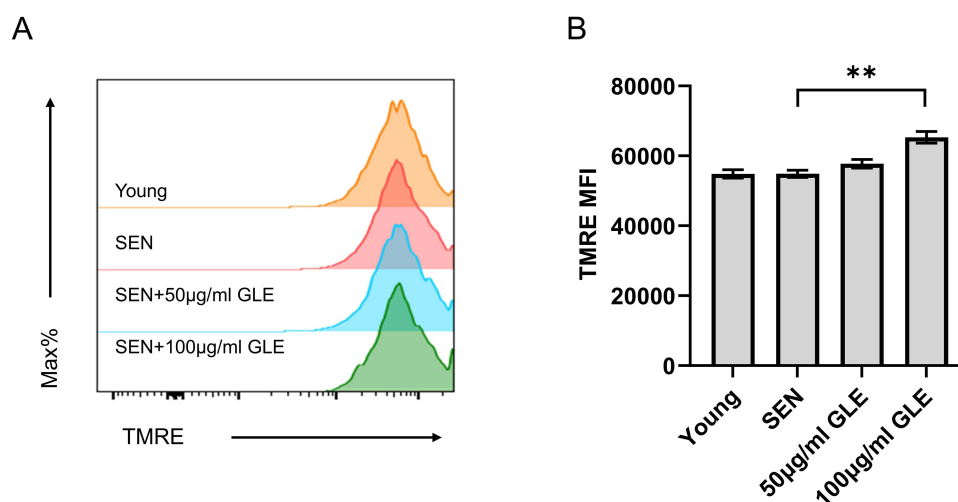 A
Max%
Young
SEN
SEN+50µg/ml GLE
SEN+100µg/ml GLE
TMRE
B
**
TMRE MFI
80000
60000
40000
20000
0
Young
SEN
50µg/ml GLE
100µg/ml GLE